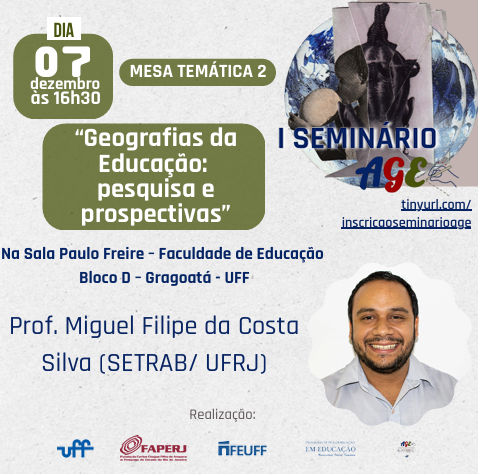 DIA
07
dezembro
às 16h30
MESA TEMÁTICA 2
I SEMINÁRIO
AGE
tinyurl.com/
inscricaoseminarioage
“Geografias da
Educação:
pesquisa e
prospectivas”
Na Sala Paulo Freire – Faculdade de Educação
Bloco D – Gragoatá - UFF
Prof. Miguel Filipe da Costa
Silva (SETRAB/ UFRJ)
Realização:
uff
FAPERJ
FEUFF
EM EDUCAÇÃO
AGE